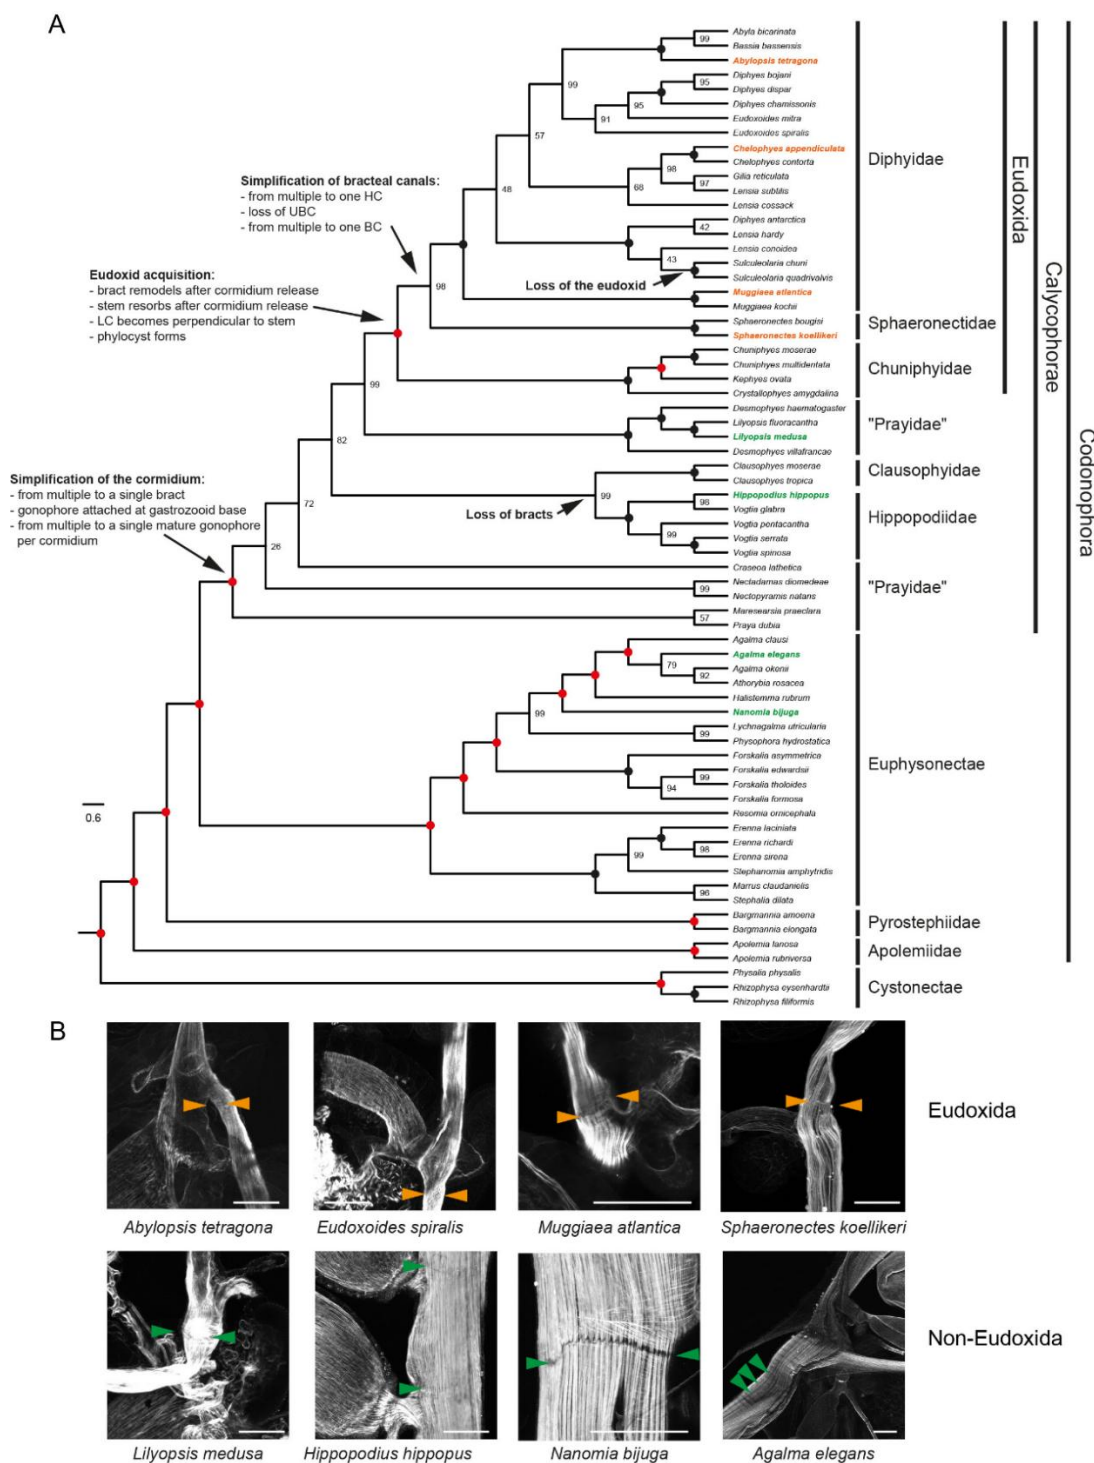 A
Abyla bicarinata
Bassia bassensis
Abylopsis tetragona
Diphyes bojani
Diphyes dispar
Diphyes chamissonis
Eudoxoides mitra
Eudoxoides spiralis
Chelophyes appendiculata
Chelophyes contorta
Gilia reticulata
Lensia subtilis
Lensia cossack
Diphyes antarctica
Lensia hardy
Lensia conoidea
Sulculeolaria chuni
Sulculeolaria quadrivalvis
Muggiaea atlantica
Muggiaea kochii
Sphaeronectes bougisi
Sphaeronectes koellikeri
Chuniphyes moserae
Chuniphyes multidentata
Kephyes ovata
Crystallophyes amygdalina
Desmophyes haematogaster
Lilyopsis fluoracantha
Lilyopsis medusa
Desmophyes villafrancae
Clausophyes moserae
Clausophyes tropica
Hippopodius hippopus
Vogtia glabra
Vogtia pentacantha
Vogtia serrata
Vogtia spinosa
Craseoa lathetica
Nectadamas diomedeae
Nectopyramis natans
Maresearsia praeclara
Praya dubia
Agalma clausi
Agalma elegans
Agalma okenii
Athorybia rosacea
Halistemma rubrum
Nanomia bijuga
Lychnagalma utricularia
Physophora hydrostatica
Forskalia asymmetrica
Forskalia edwardsii
Forskalia tholoides
Forskalia formosa
Resomia ornicephala
Erenna laciniata
Erenna richardi
Erenna sirena
Stephanomia amphytridis
Marrus claudanielis
Stephalia dilata
Bargmannia amoena
Bargmannia elongata
Apolemia lanosa
Apolemia rubriversa
Physalia physalis
Rhizophysa eysenhardtii
Rhizophysa filiformis
99
99
95
95
91
57
98
97
68
48
42
43
98
99
82
99
98
99
72
26
99
57
79
92
99
99
99
94
98
99
96
Simplification of bracteal canals:
- from multiple to one HC
- loss of UBC
- from multiple to one BC
Eudoxid acquisition:
- bract remodels after cormidium release
- stem resorbs after cormidium release
- LC becomes perpendicular to stem
- phylocyst forms
Loss of the eudoxid
Simplification of the cormidium:
- from multiple to a single bract
- gonophore attached at gastrozooid base
- from multiple to a single mature gonophore
per cormidium
Loss of bracts
0.6
Diphyidae
Sphaeronectidae
Chuniphyidae
"Prayidae"
Clausophyidae
Hippopodiidae
"Prayidae"
Euphysonectae
Pyrostephiidae
Apolemiidae
Cystonectae
Eudoxida
Calycophorae
Codonophora
B
Eudoxida
Abylopsis tetragona
Eudoxoides spiralis
Muggiaea atlantica
Sphaeronectes koellikeri
Non-Eudoxida
Lilyopsis medusa
Hippopodius hippopus
Nanomia bijuga
Agalma elegans